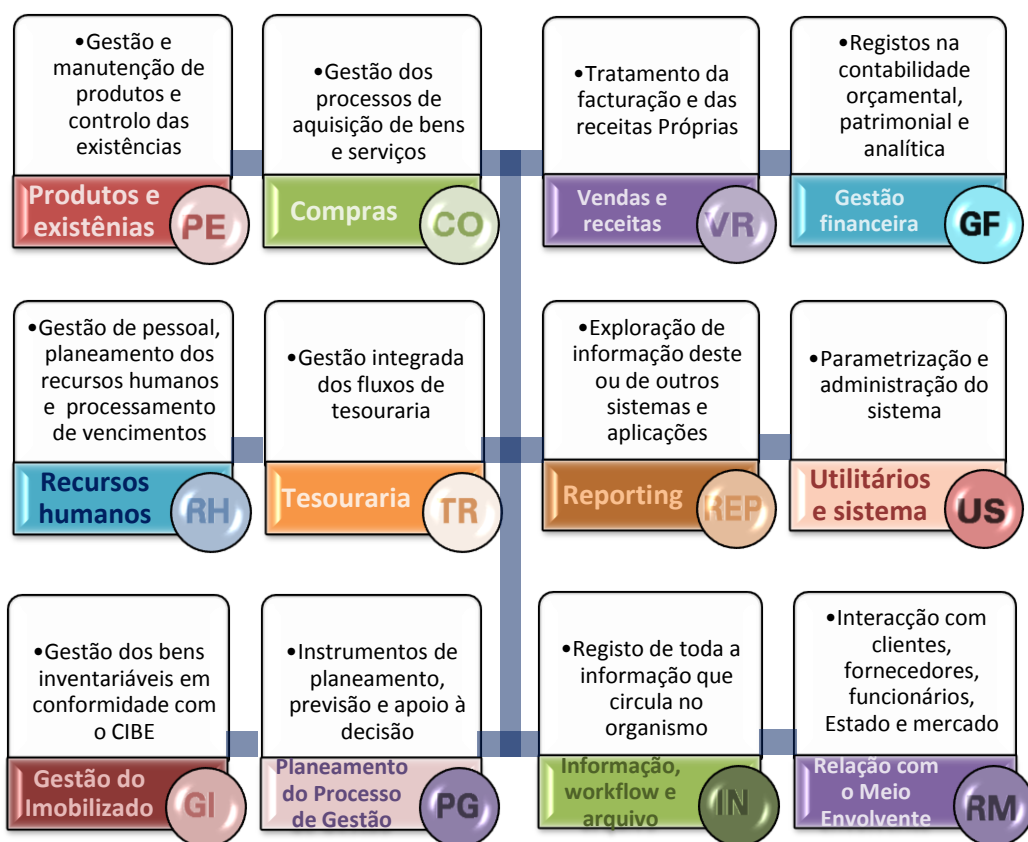 •Gestão e
manutenção de
produtos e
controlo das
existências
Produtos e
existênias
PE
•Gestão dos
processos de
aquisição de bens
e serviços
Compras
CO
•Tratamento da
facturação e das
receitas Próprias
Vendas e
receitas
VR
•Registos na
contabilidade
orçamental,
patrimonial e
analítica
Gestão
financeira
GF
•Gestão de pessoal,
planeamento dos
recursos humanos
e processamento
de vencimentos
Recursos
humanos
RH
•Gestão integrada
dos fluxos de
tesouraria
Tesouraria
TR
•Exploração de
informação deste
ou de outros
sistemas e
aplicações
Reporting
REP
•Parametrização e
administração do
sistema
Utilitários
e sistema
US
•Gestão dos bens
inventariáveis em
conformidade com
o CIBE
Gestão do
Imobilizado
GI
•Instrumentos de
planeamento,
previsão e apoio à
decisão
Planeamento
do Processo
de Gestão
PG
•Registo de toda a
informação que
circula no
organismo
Informação,
workflow e
arquivo
IN
•Interacção com
clientes,
fornecedores,
funcionários,
Estado e mercado
Relação com
o Meio
Envolvente
RM